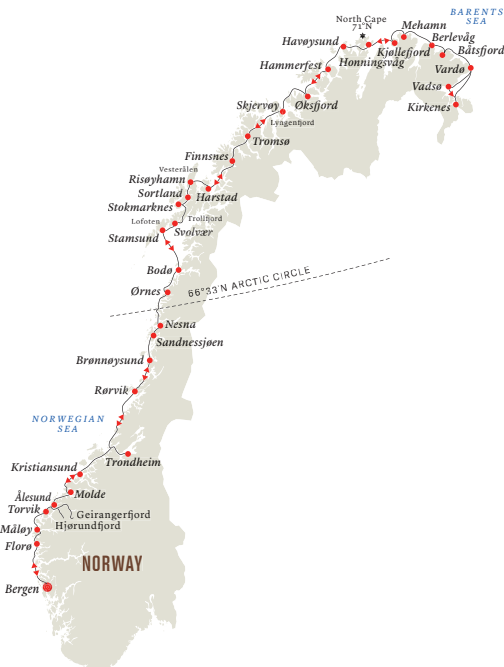 BARENTS
SEA
North Cape
71°N
Mehamn
Berlevåg
Båtsfjord
Havøysund
Kjøllefjord
Honningsvåg
Hammerfest
Vardø
Vadsø
Kirkenes
Skjervøy
Øksfjord
Lyngenfjord
Tromsø
Finnsnes
Vesterålen
Risøyhamn
Sortland
Harstad
Stokmarknes
Lofoten
Trollfjord
Svolvær
Stamsund
Bodø
66°33'N ARCTIC CIRCLE
Ørnes
Nesna
Sandnessjøen
Brønnøysund
Rørvik
NORWEGIAN
SEA
Trondheim
Kristiansund
Molde
Ålesund
Torvik
Geirangerfjord
Hjørundfjord
Måløy
Florø
NORWAY
Bergen